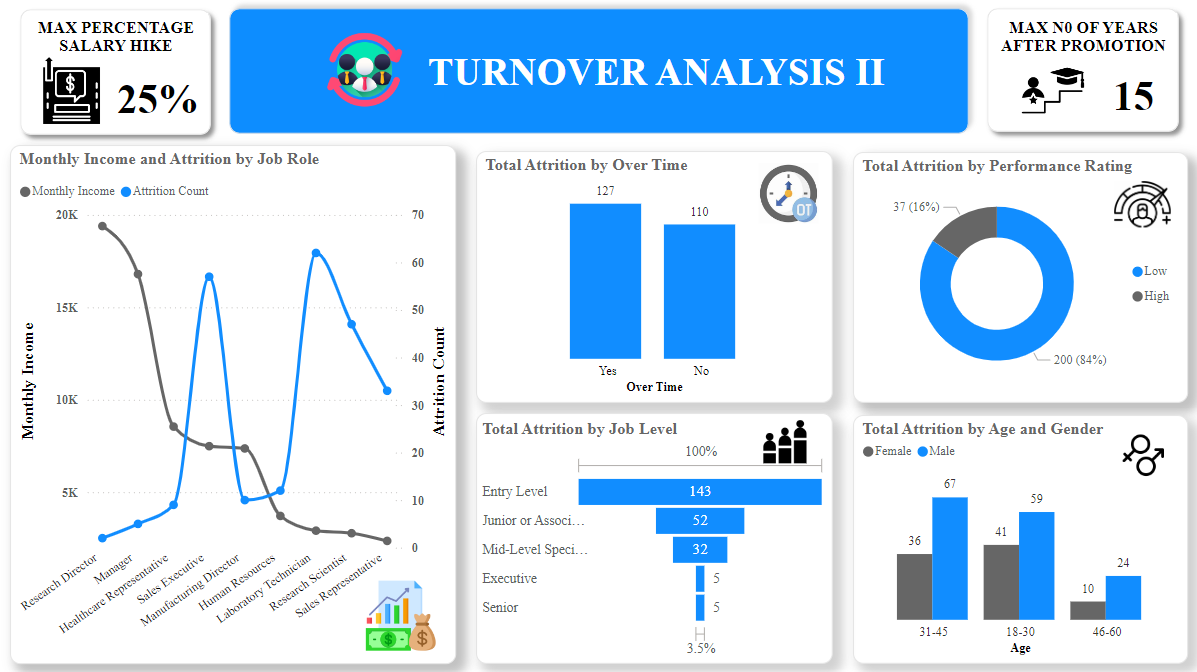 MAX PERCENTAGE
SALARY HIKE
$
25%
TURNOVER ANALYSIS II
MAX N0 OF YEARS
AFTER PROMOTION
15
Monthly Income and Attrition by Job Role
Monthly Income
Attrition Count
20K
15K
10K
5K
Monthly Income
70
60
50
40
30
20
10
0
Attrition Count
Research Director
Manager
Healthcare Representative
Sales Executive
Manufacturing Director
Human Resources
Laboratory Technician
Research Scientist
Sales Representative
$
$
Total Attrition by Over Time
OT
127
110
Yes
No
Over Time
Total Attrition by Performance Rating
37 (16%)
200 (84%)
Low
High
Total Attrition by Job Level
100%
Entry Level
143
Junior or Associ...
52
Mid-Level Speci...
32
Executive
5
Senior
5
3.5%
Total Attrition by Age and Gender
Female
Male
36
67
41
59
10
24
31-45
18-30
46-60
Age